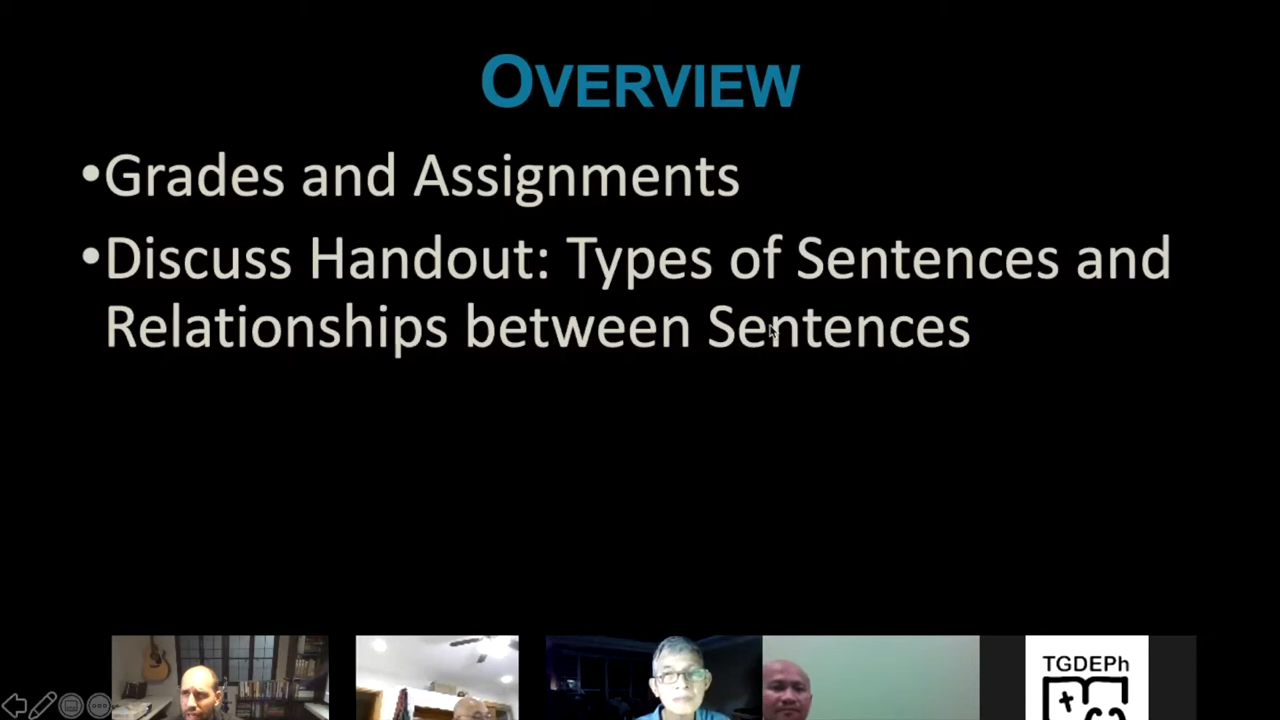 OVERVIEW
•Grades and Assignments
•Discuss Handout: Types of Sentences and
Relationships between Sentences
TGDEPh